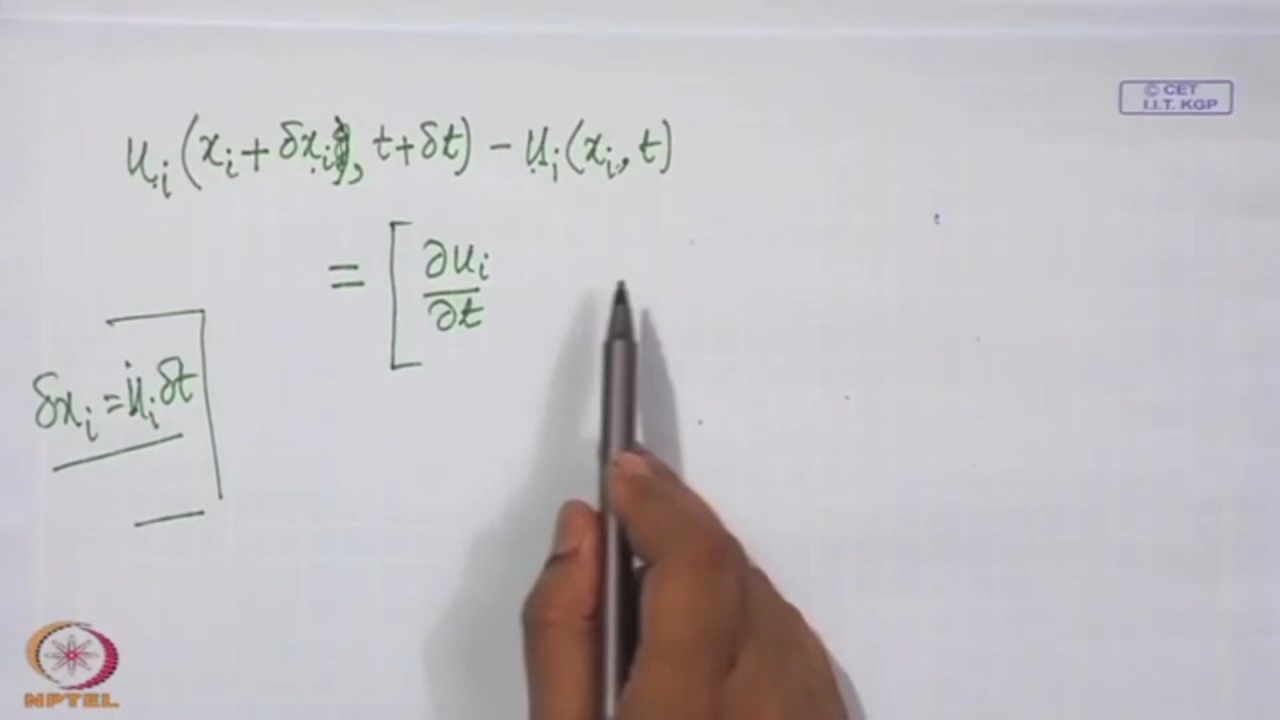 © CET
I.I.T. KGP
u_i (x_i + δx_i, t+δt) - u_i(x_i, t)
= [ ∂u_i / ∂t
δx_i = u_i δt
NPTEL